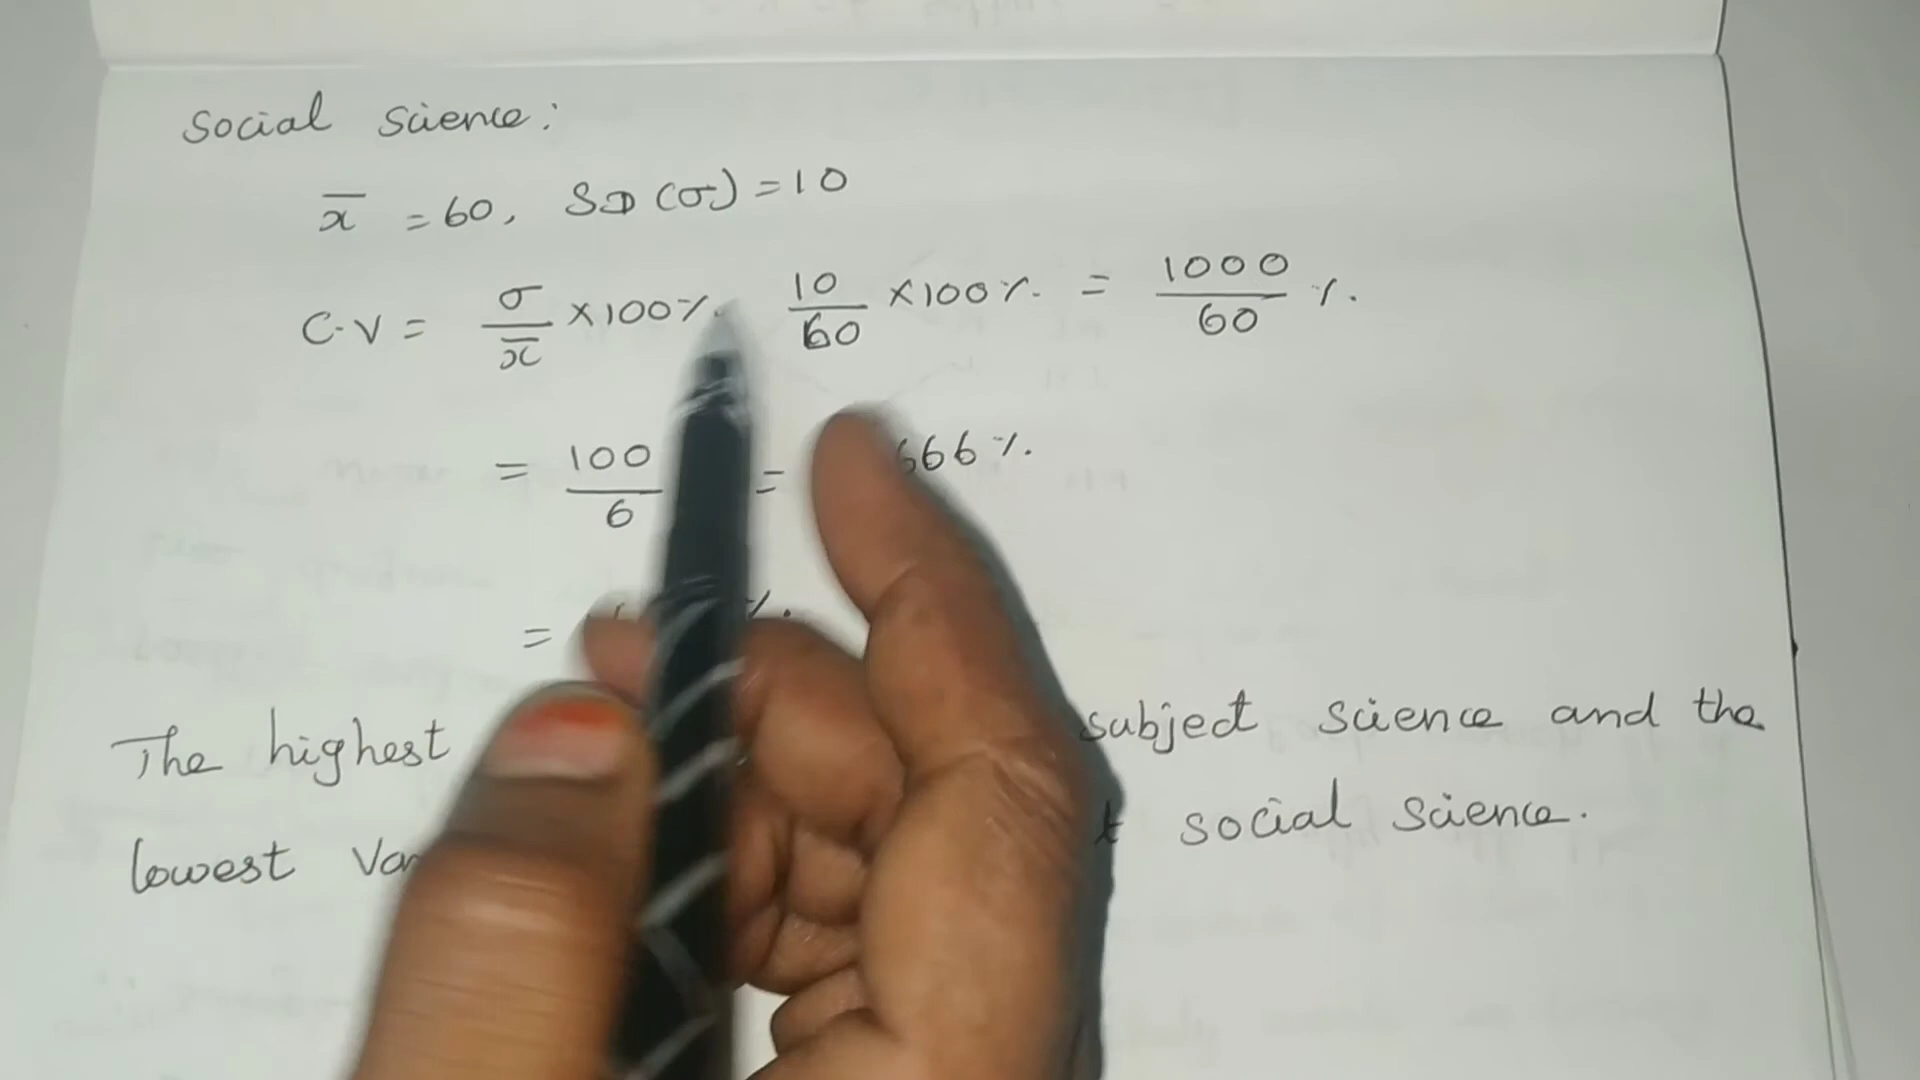 Social Science:
x̄ = 60, SD (σ) = 10
C.V = σ/x̄ ×100% 10/60 ×100% = 1000/60 %.
= 100/6 = 666%.
= %.
The highest subject science and the
lowest social science.